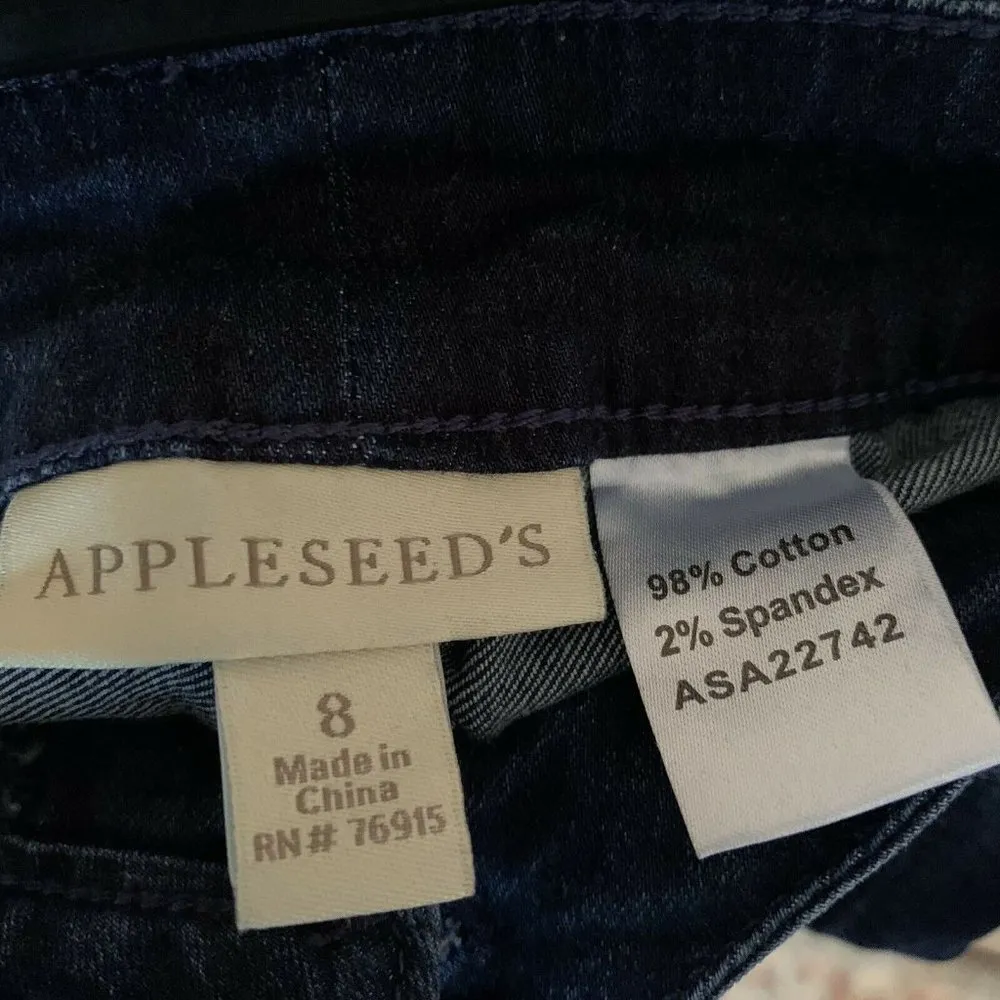 APPLESEED'S
8
Made in
China
RN# 76915
98% Cotton
2% Spandex
ASA22742